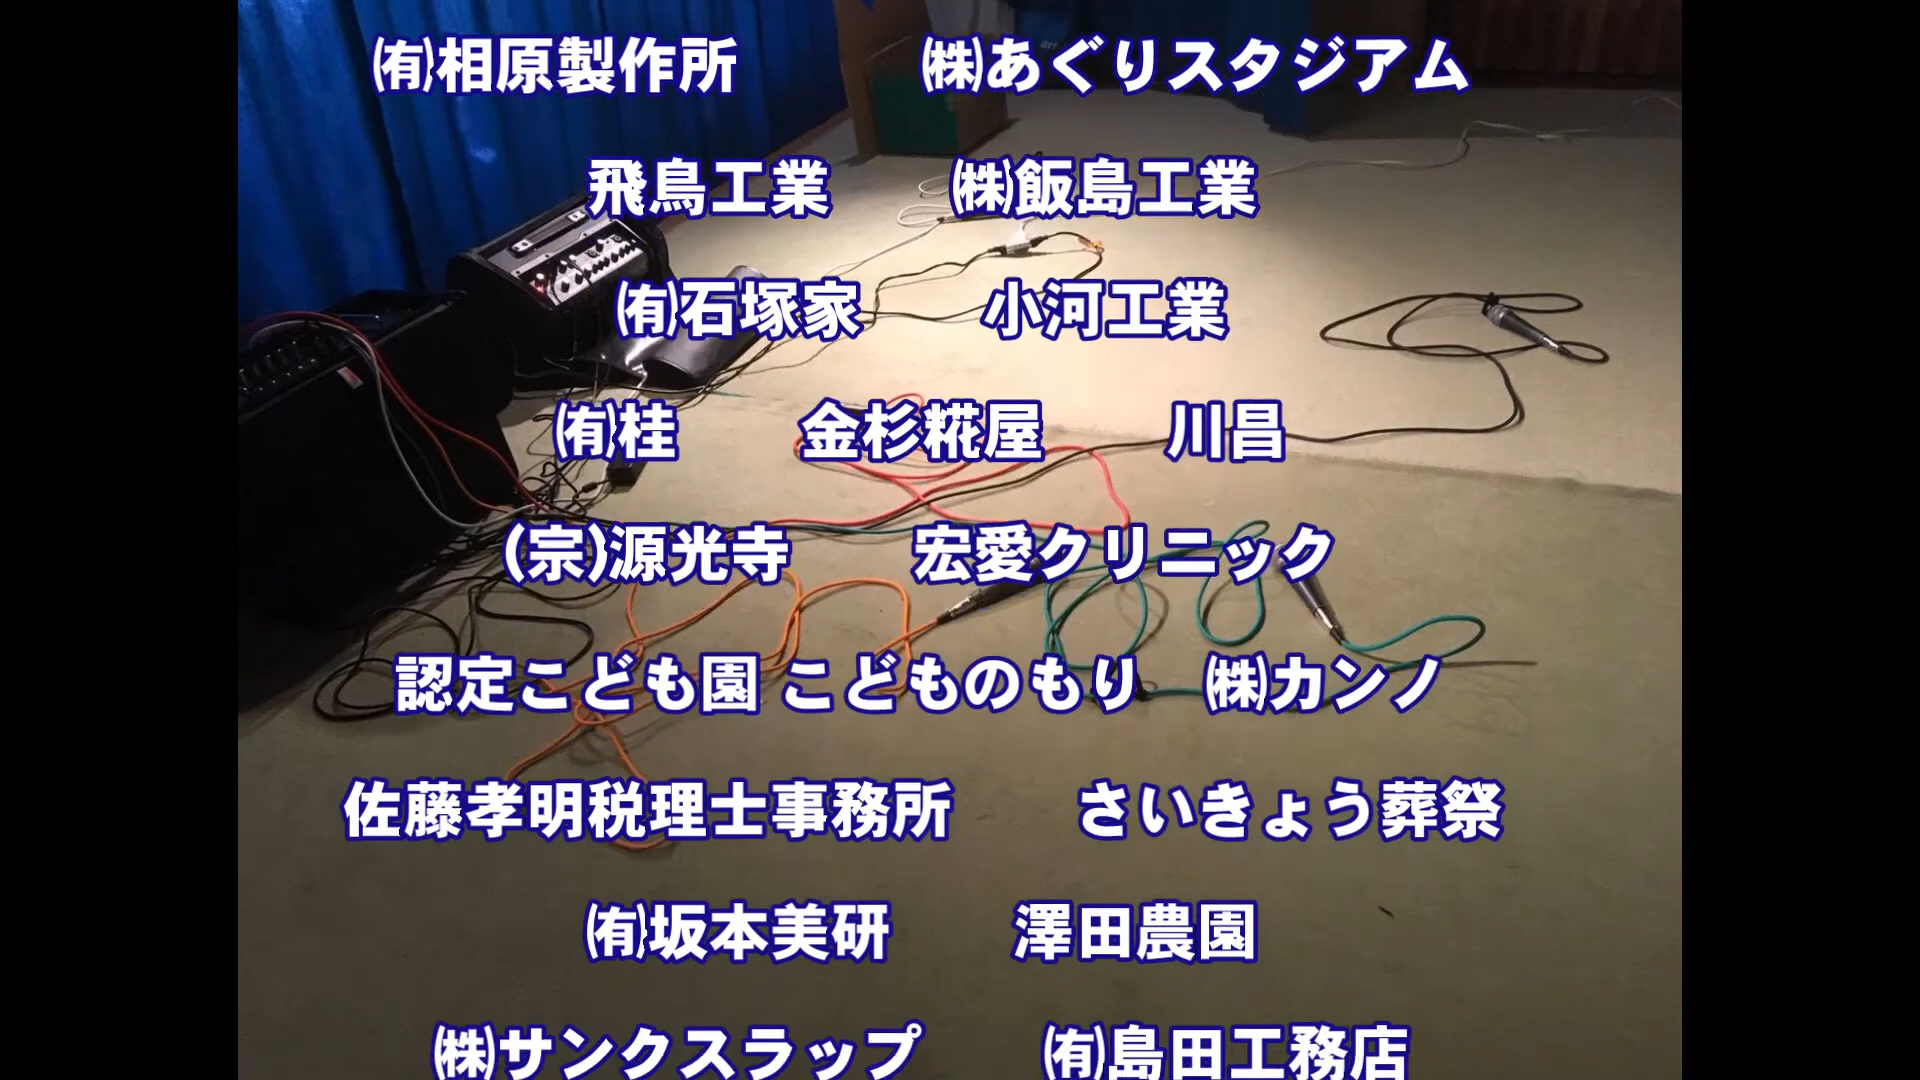 ㈲相原製作所　㈱あぐりスタジアム
飛鳥工業　㈱飯島工業
㈲石塚家　小河工業
㈲桂　金杉糀屋　川昌
(宗)源光寺　宏愛クリニック
認定こども園 こどものもり　㈱カンノ
佐藤孝明税理士事務所　さいきょう葬祭
㈲坂本美研　澤田農園
㈱サンクスラップ　㈲島田工務店